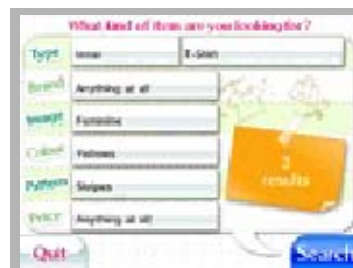 What kind of item are you looking for?
Type Inner T-Shirt
Brand Anything at all
Image Feminine
Colour Yellows
Pattern Stripes
Price Anything at all
2
results
Quit Search